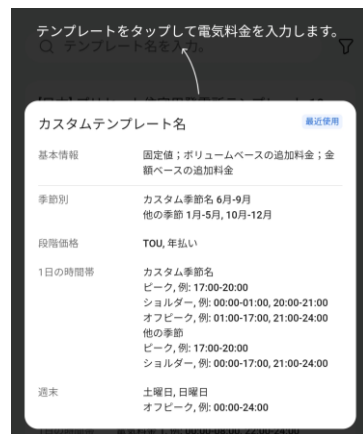 テンプレートをタップして電気料金を入力します。
テンプレート名を入力。
カスタムテンプレート名
最近使用
基本情報
固定値；ボリュームベースの追加料金；金
額ベースの追加料金
季節別
カスタム季節名 6月-9月
他の季節 1月-5月, 10月-12月
段階価格
TOU, 年払い
1日の時間帯
カスタム季節名
ピーク, 例: 17:00-20:00
ショルダー, 例: 00:00-01:00, 20:00-21:00
オフピーク, 例: 01:00-17:00, 21:00-24:00
他の季節
ピーク, 例: 17:00-20:00
ショルダー, 例: 00:00-17:00, 21:00-24:00
週末
土曜日, 日曜日
オフピーク, 例: 00:00-24:00